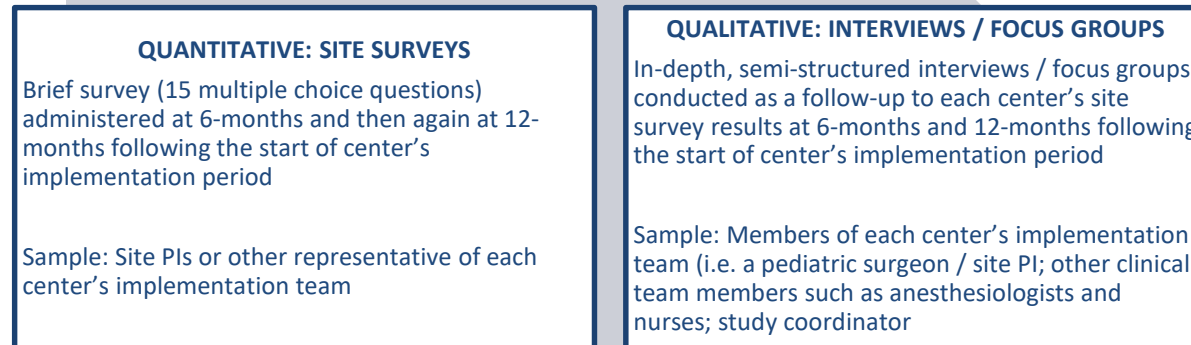 QUANTITATIVE: SITE SURVEYS
Brief survey (15 multiple choice questions)
administered at 6-months and then again at 12-
months following the start of center’s
implementation period
Sample: Site PIs or other representative of each
center’s implementation team
QUALITATIVE: INTERVIEWS / FOCUS GROUPS
In-depth, semi-structured interviews / focus groups
conducted as a follow-up to each center’s site
survey results at 6-months and 12-months following
the start of center’s implementation period
Sample: Members of each center’s implementation
team (i.e. a pediatric surgeon / site PI; other clinical
team members such as anesthesiologists and
nurses; study coordinator